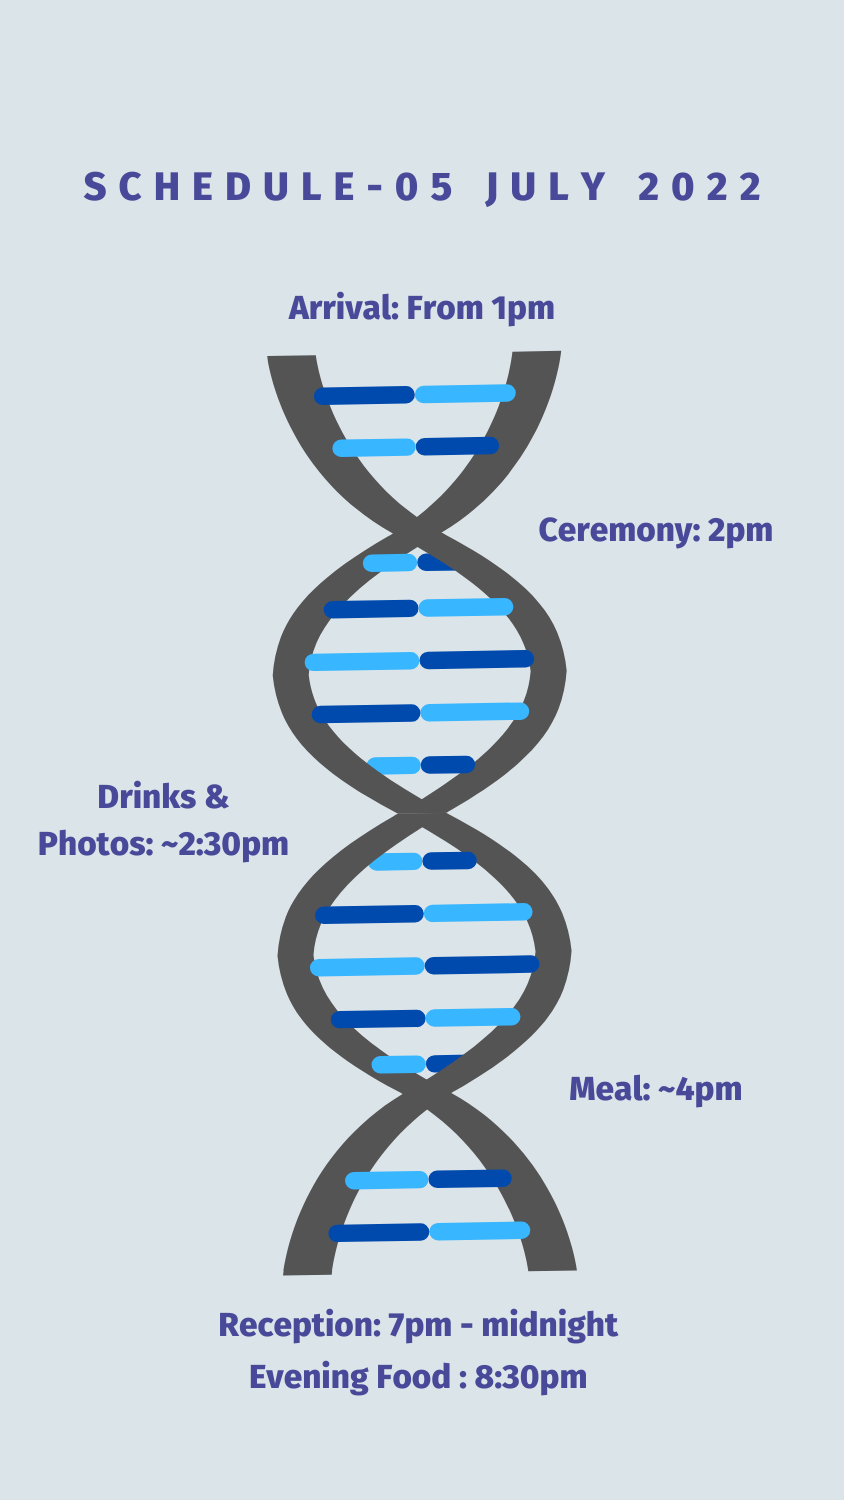 SCHEDULE-05 JULY 2022
Arrival: From 1pm
Ceremony: 2pm
Drinks &
Photos: ~2:30pm
Meal: ~4pm
Reception: 7pm - midnight
Evening Food : 8:30pm